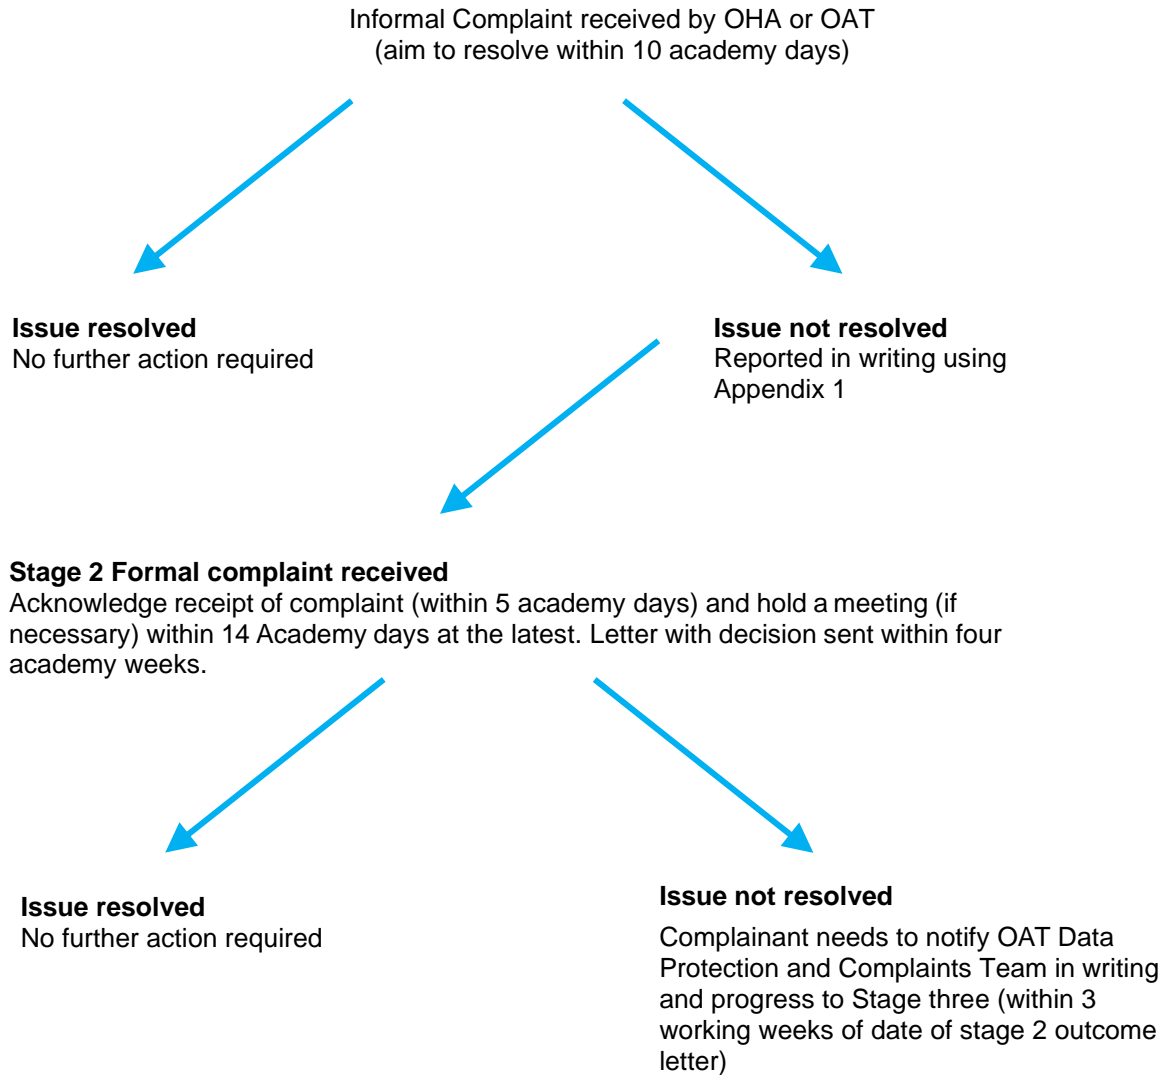 Informal Complaint received by OHA or OAT
(aim to resolve within 10 academy days)
Issue resolved
No further action required
Issue not resolved
Reported in writing using
Appendix 1
Stage 2 Formal complaint received
Acknowledge receipt of complaint (within 5 academy days) and hold a meeting (if
necessary) within 14 Academy days at the latest. Letter with decision sent within four
academy weeks.
Issue resolved
No further action required
Issue not resolved
Complainant needs to notify OAT Data
Protection and Complaints Team in writing
and progress to Stage three (within 3
working weeks of date of stage 2 outcome
letter)